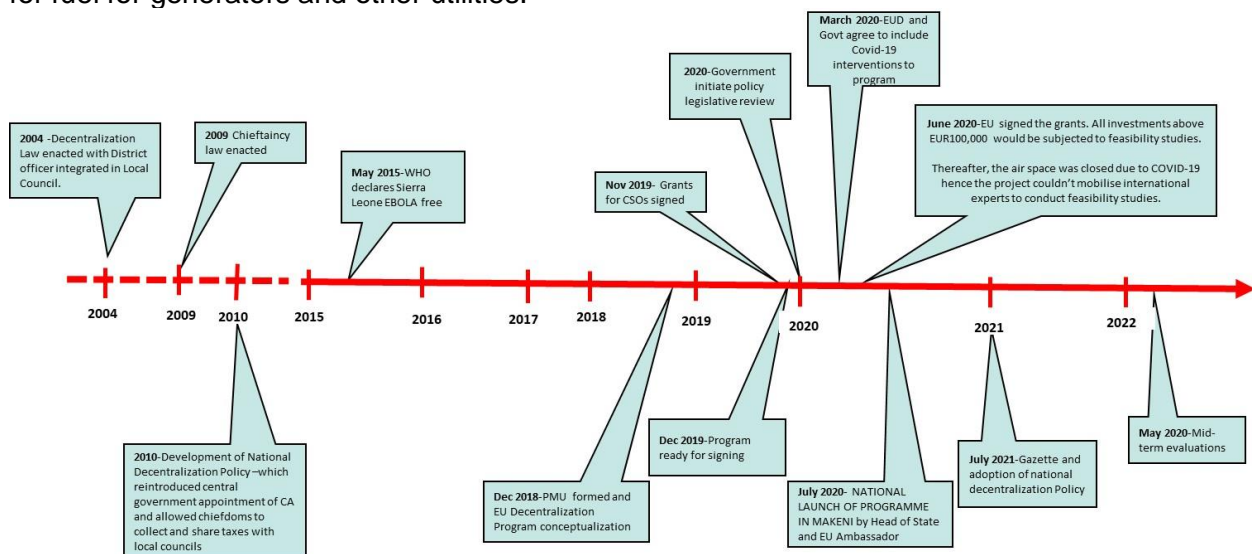 for fuel for generators and other utilities.
March 2020-EUD and
Govt agree to include
Covid-19
interventions to
program
2020-Government
initiate policy
legislative review
2004 -Decentralization
Law enacted with District
officer integrated in Local
Council.
2009 Chieftaincy
law enacted
May 2015-WHO
declares Sierra
Leone EBOLA free
Nov 2019- Grants
for CSOs signed
June 2020-EU signed the grants. All investments above
EUR100,000 would be subjected to feasibility studies.
Thereafter, the air space was closed due to COVID-19
hence the project couldn't mobilise international
experts to conduct feasibility studies.
2004
2009
2010
2015
2016
2017
2018
2019
2020
2021
2022
2010-Development of National
Decentralization Policy –which
reintroduced central
government appointment of CA
and allowed chiefdoms to
collect and share taxes with
local councils
Dec 2018-PMU formed and
EU Decentralization
Program conceptualization
Dec 2019-Program
ready for signing
July 2020- NATIONAL
LAUNCH OF PROGRAMME
IN MAKENI by Head of State
and EU Ambassador
July 2021-Gazette and
adoption of national
decentralization Policy
May 2020-Mid-
term evaluations